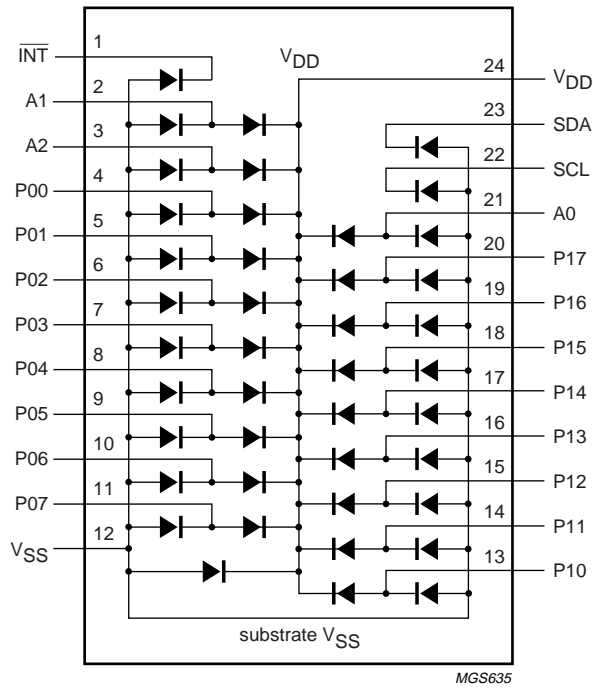 1
INT
2
A1
3
A2
4
P00
5
P01
6
P02
7
P03
8
P04
9
P05
10
P06
11
P07
12
VSS
VDD
24
VDD
23
SDA
22
SCL
21
A0
20
P17
19
P16
18
P15
17
P14
16
P13
15
P12
14
P11
13
P10
substrate VSS
MGS635